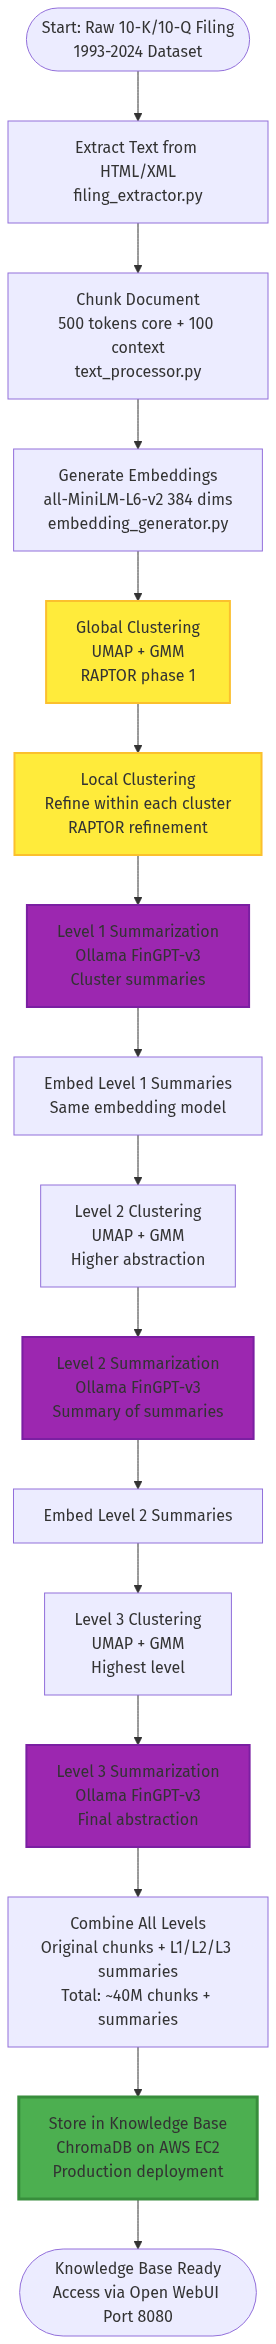 Start: Raw 10-K/10-Q Filing
1993-2024 Dataset
Extract Text from
HTML/XML
filing_extractor.py
Chunk Document
500 tokens core + 100
context
text_processor.py
Generate Embeddings
all-MiniLM-L6-v2 384 dims
embedding_generator.py
Global Clustering
UMAP + GMM
RAPTOR phase 1
Local Clustering
Refine within each cluster
RAPTOR refinement
Level 1 Summarization
Ollama FinGPT-v3
Cluster summaries
Embed Level 1 Summaries
Same embedding model
Level 2 Clustering
UMAP + GMM
Higher abstraction
Level 2 Summarization
Ollama FinGPT-v3
Summary of summaries
Embed Level 2 Summaries
Level 3 Clustering
UMAP + GMM
Highest level
Level 3 Summarization
Ollama FinGPT-v3
Final abstraction
Combine All Levels
Original chunks + L1/L2/L3
summaries
Total: ~40M chunks +
summaries
Store in Knowledge Base
ChromaDB on AWS EC2
Production deployment
Knowledge Base Ready
Access via Open WebUI
Port 8080